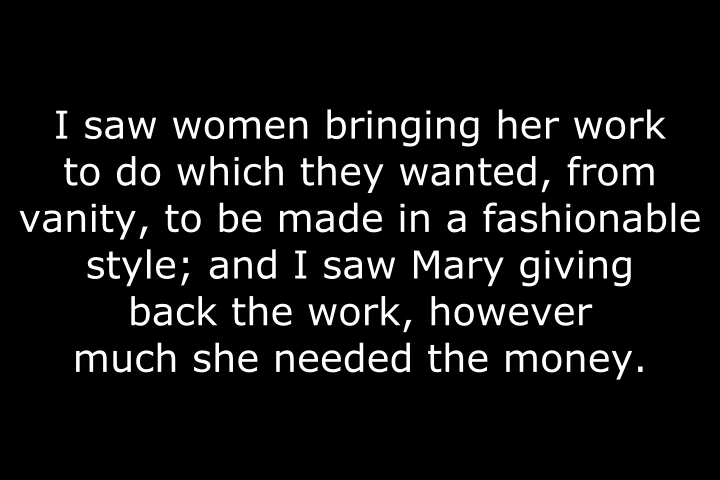 I saw women bringing her work
to do which they wanted, from
vanity, to be made in a fashionable
style; and I saw Mary giving
back the work, however
much she needed the money.